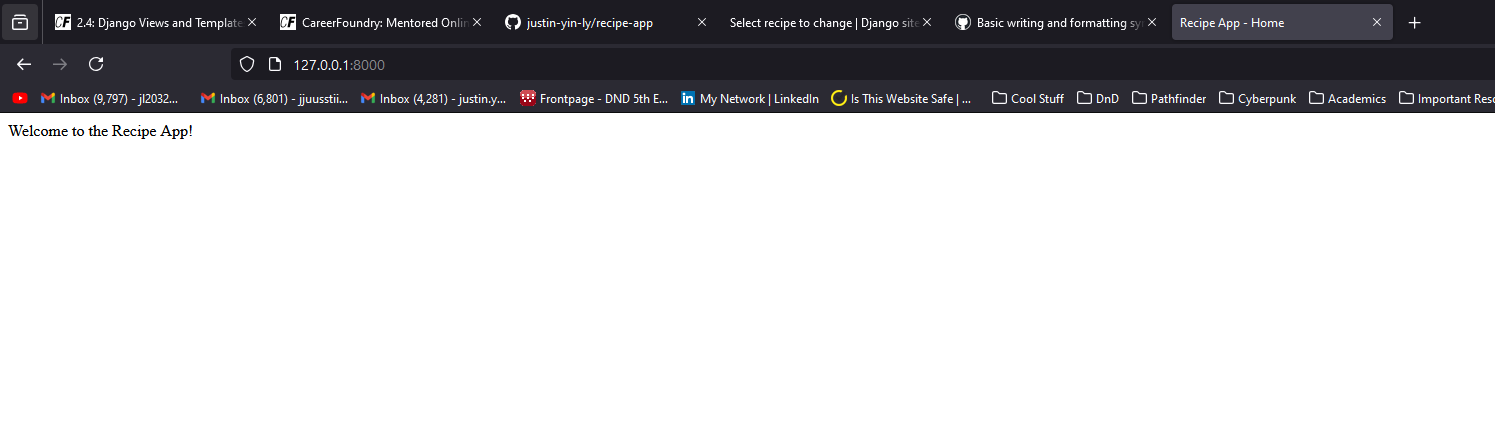 CF 2.4: Django Views and Template
CF CareerFoundry: Mentored Onlin
justin-yin-ly/recipe-app
Select recipe to change | Django site
Basic writing and formatting sy
Recipe App - Home
127.0.0.1:8000
Inbox (9,797) - jl2032...
Inbox (6,801) - jjuusstii...
Inbox (4,281) - justin.y...
Frontpage - DND 5th E...
in My Network | LinkedIn
Is This Website Safe | ...
Cool Stuff
DnD
Pathfinder
Cyberpunk
Academics
Important Reso
Welcome to the Recipe App!